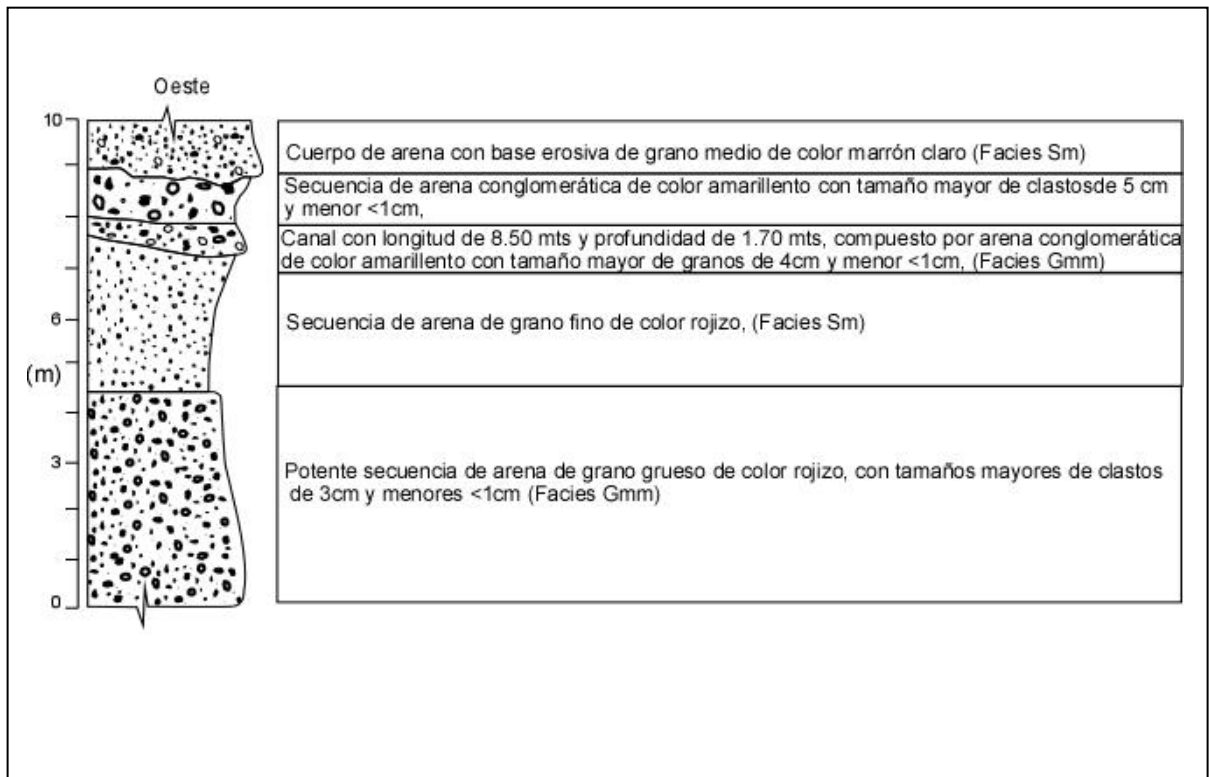 Oeste
10
Cuerpo de arena con base erosiva de grano medio de color marrón claro (Facies Sm)
Secuencia de arena conglomerática de color amarillento con tamaño mayor de clastosde 5 cm
y menor <1cm,
Canal con longitud de 8.50 mts y profundidad de 1.70 mts, compuesto por arena conglomerática
de color amarillento con tamaño mayor de granos de 4cm y menor <1cm, (Facies Gmm)
6
Secuencia de arena de grano fino de color rojizo, (Facies Sm)
(m)
3
Potente secuencia de arena de grano grueso de color rojizo, con tamaños mayores de clastos
de 3cm y menores <1cm (Facies Gmm)
0